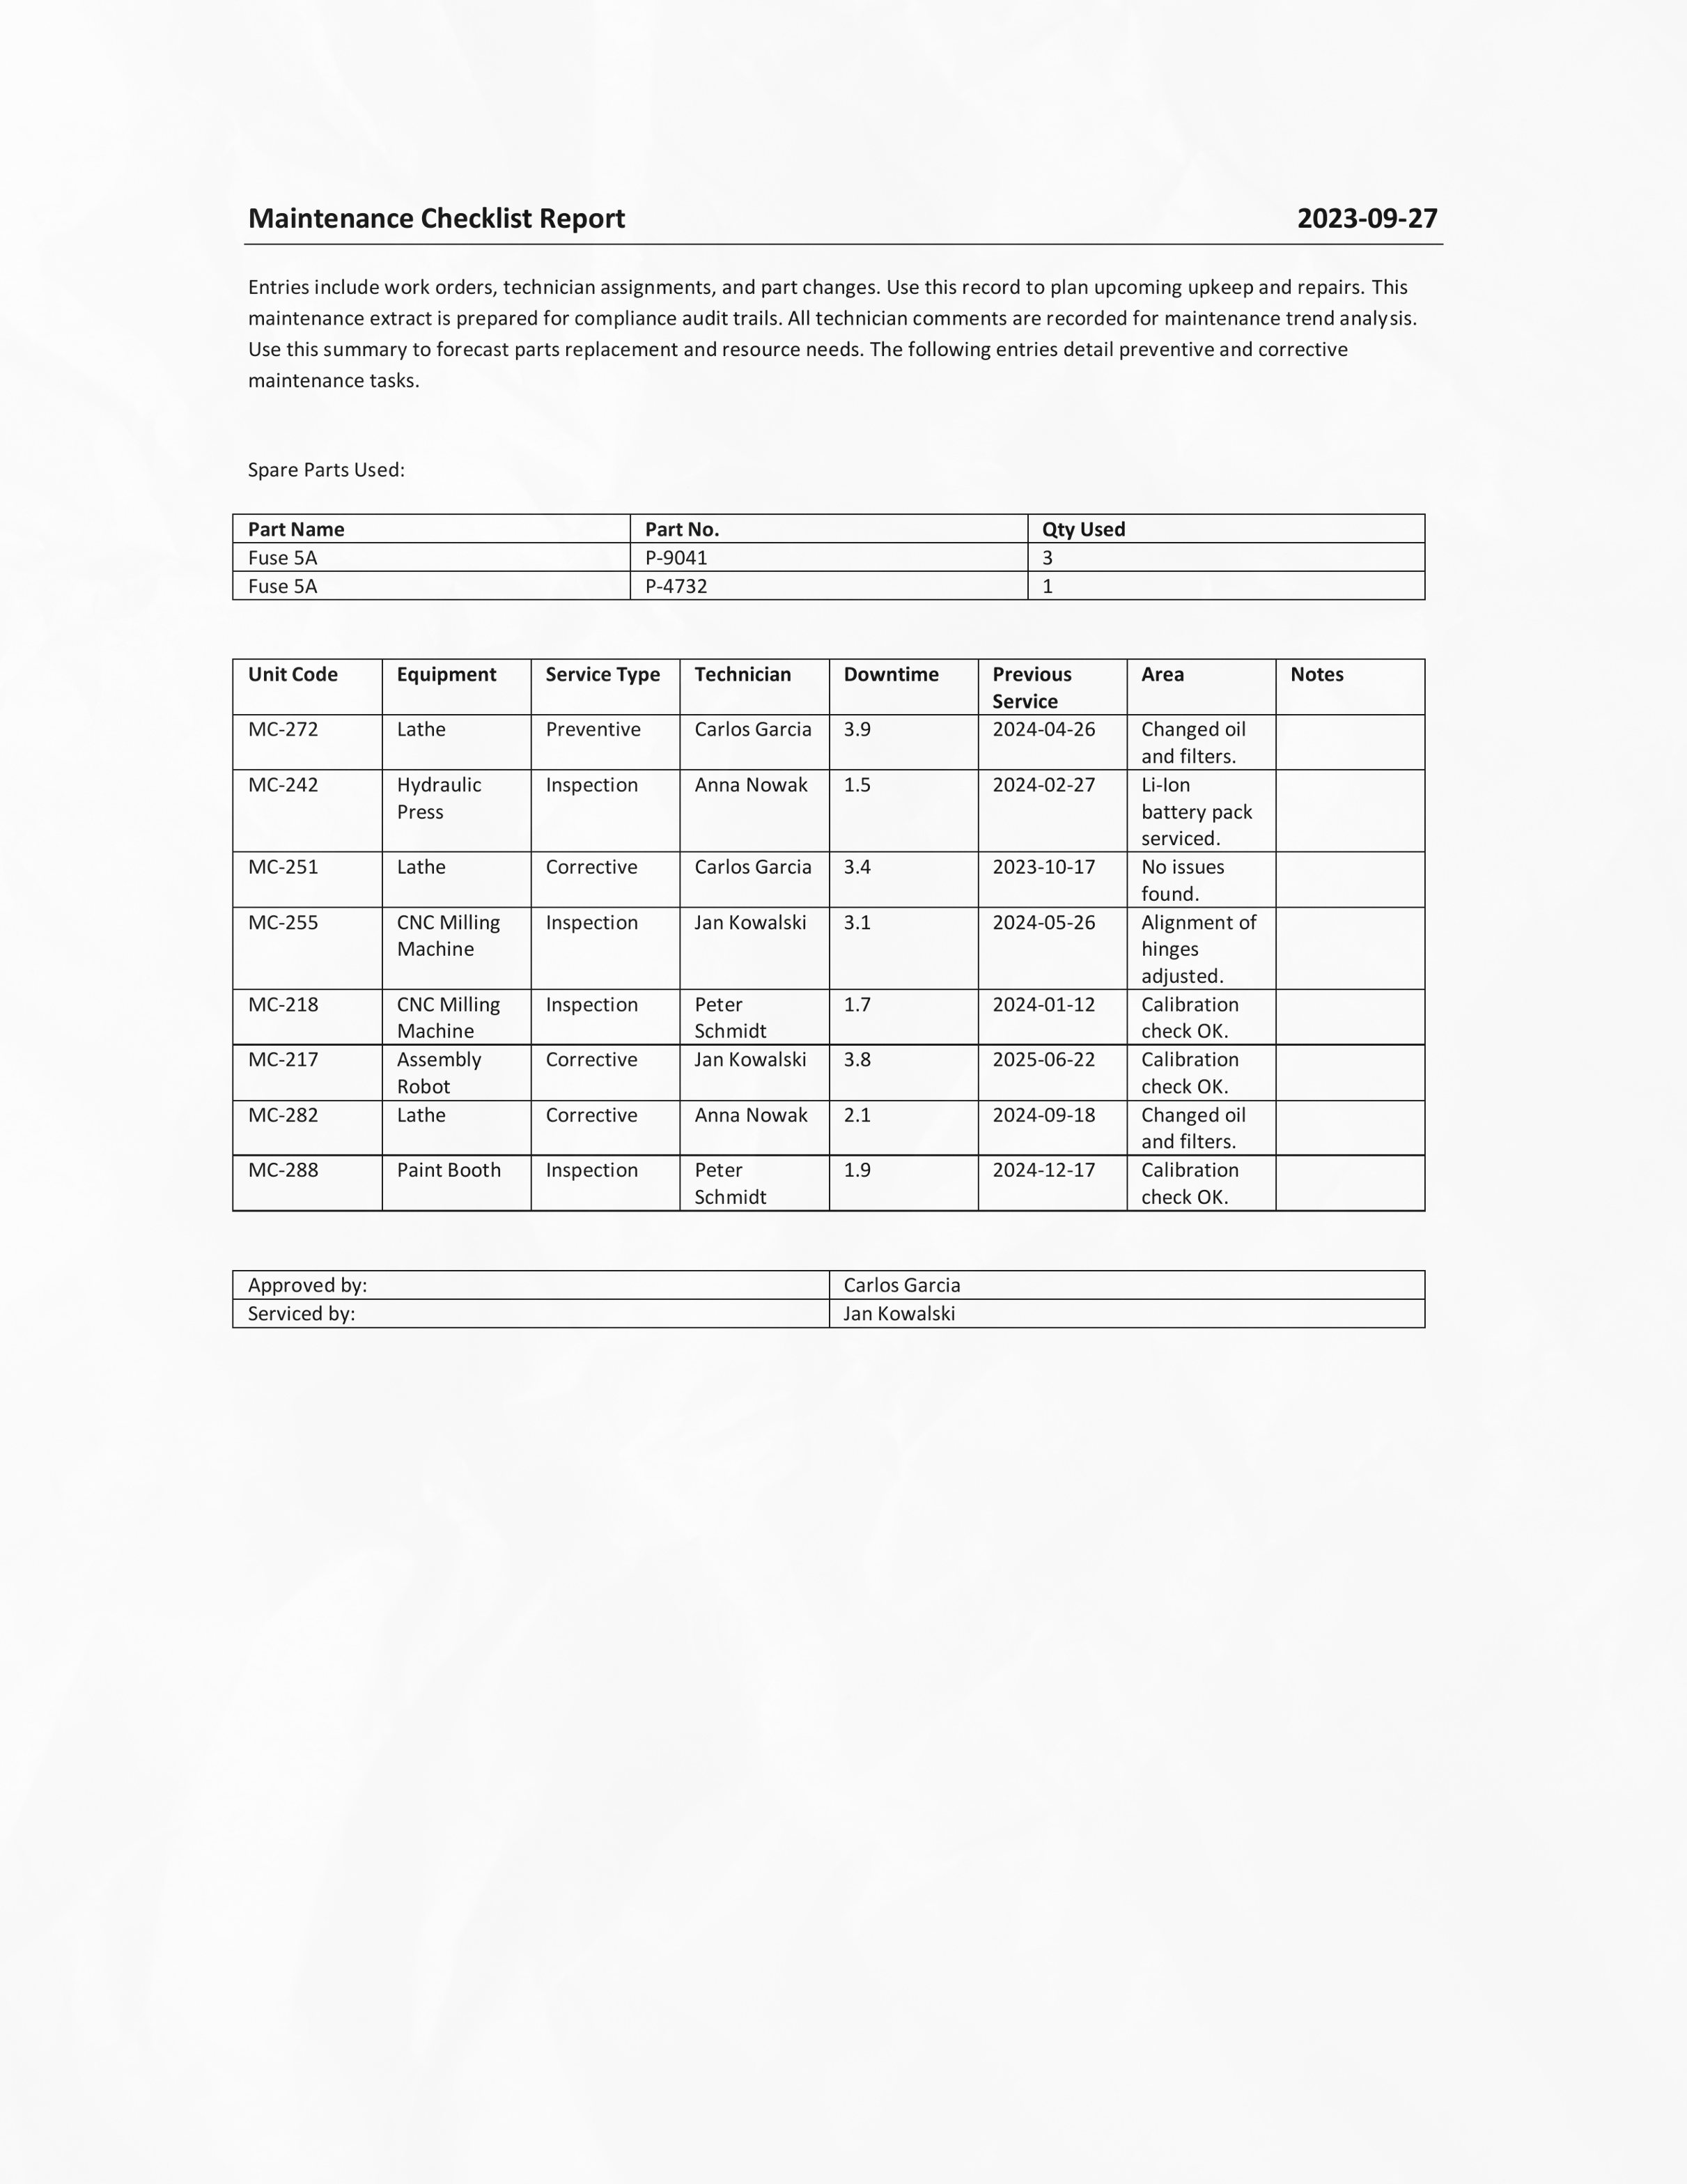 Maintenance Checklist Report 2023-09-27
Entries include work orders, technician assignments, and part changes. Use this record to plan upcoming upkeep and repairs. This
maintenance extract is prepared for compliance audit trails. All technician comments are recorded for maintenance trend analysis.
Use this summary to forecast parts replacement and resource needs. The following entries detail preventive and corrective
maintenance tasks.
Spare Parts Used:
Part Name Part No. Qty Used
Fuse 5A P-9041 3
Fuse 5A P-4732 1
Unit Code Equipment Service Type Technician Downtime Previous Area Notes
Service
MC-272 Lathe Preventive Carlos Garcia 3.9 2024-04-26 Changed oil
and filters.
MC-242 Hydraulic Inspection Anna Nowak 1.5 2024-02-27 Li-Ion
Press battery pack
serviced.
MC-251 Lathe Corrective Carlos Garcia 3.4 2023-10-17 No issues
found.
MC-255 CNC Milling Inspection Jan Kowalski 3.1 2024-05-26 Alignment of
Machine hinges
adjusted.
MC-218 CNC Milling Inspection Peter 1.7 2024-01-12 Calibration
Machine Schmidt check OK.
MC-217 Assembly Corrective Jan Kowalski 3.8 2025-06-22 Calibration
Robot check OK.
MC-282 Lathe Corrective Anna Nowak 2.1 2024-09-18 Changed oil
and filters.
MC-288 Paint Booth Inspection Peter 1.9 2024-12-17 Calibration
Schmidt check OK.
Approved by: Carlos Garcia
Serviced by: Jan Kowalski